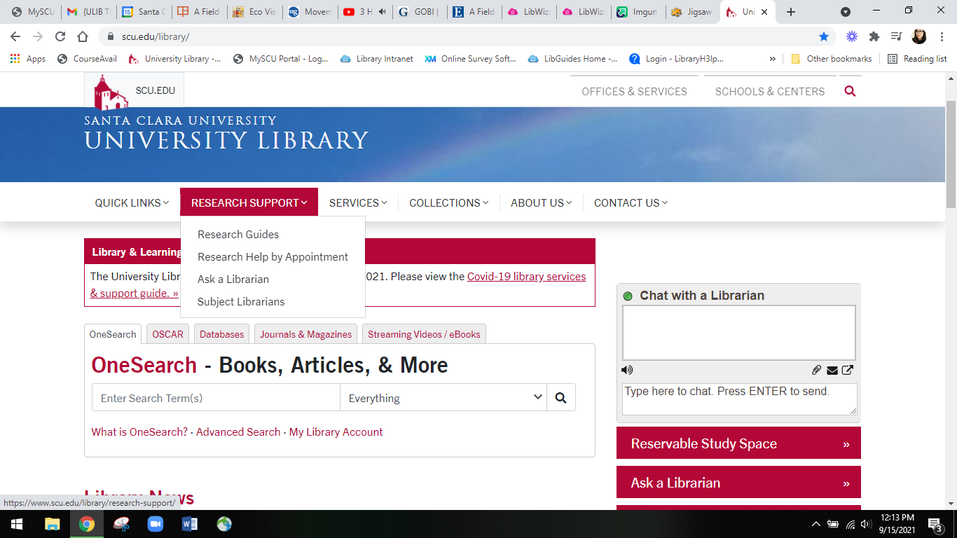 MySCU
M (ULIB T
Santa C
A Field
Eco Vis
Movem
3 H
GOBI |
A Field
LibWiz
LibWiz
Imgur:
Jigsaw
Uni
scu.edu/library/
Apps
CourseAvail
University Library -...
MySCU Portal - Log...
Library Intranet
XM Online Survey Soft...
LibGuides Home -...
Login - LibraryH3lp...
»
Other bookmarks
Reading list
SCU.EDU
OFFICES & SERVICES
SCHOOLS & CENTERS
SANTA CLARA UNIVERSITY
UNIVERSITY LIBRARY
QUICK LINKS
RESEARCH SUPPORT
SERVICES
COLLECTIONS
ABOUT US
CONTACT US
Research Guides
Research Help by Appointment
Ask a Librarian
Subject Librarians
Library & Learning
The University Libr
021. Please view the Covid-19 library services
& support guide. »
Chat with a Librarian
Type here to chat. Press ENTER to send.
OneSearch
OSCAR
Databases
Journals & Magazines
Streaming Videos / eBooks
OneSearch - Books, Articles, & More
Enter Search Term(s)
Everything
What is OneSearch? · Advanced Search · My Library Account
Reservable Study Space »
Ask a Librarian »
Library News
https://www.scu.edu/library/research-support/
12:13 PM
9/15/2021
3